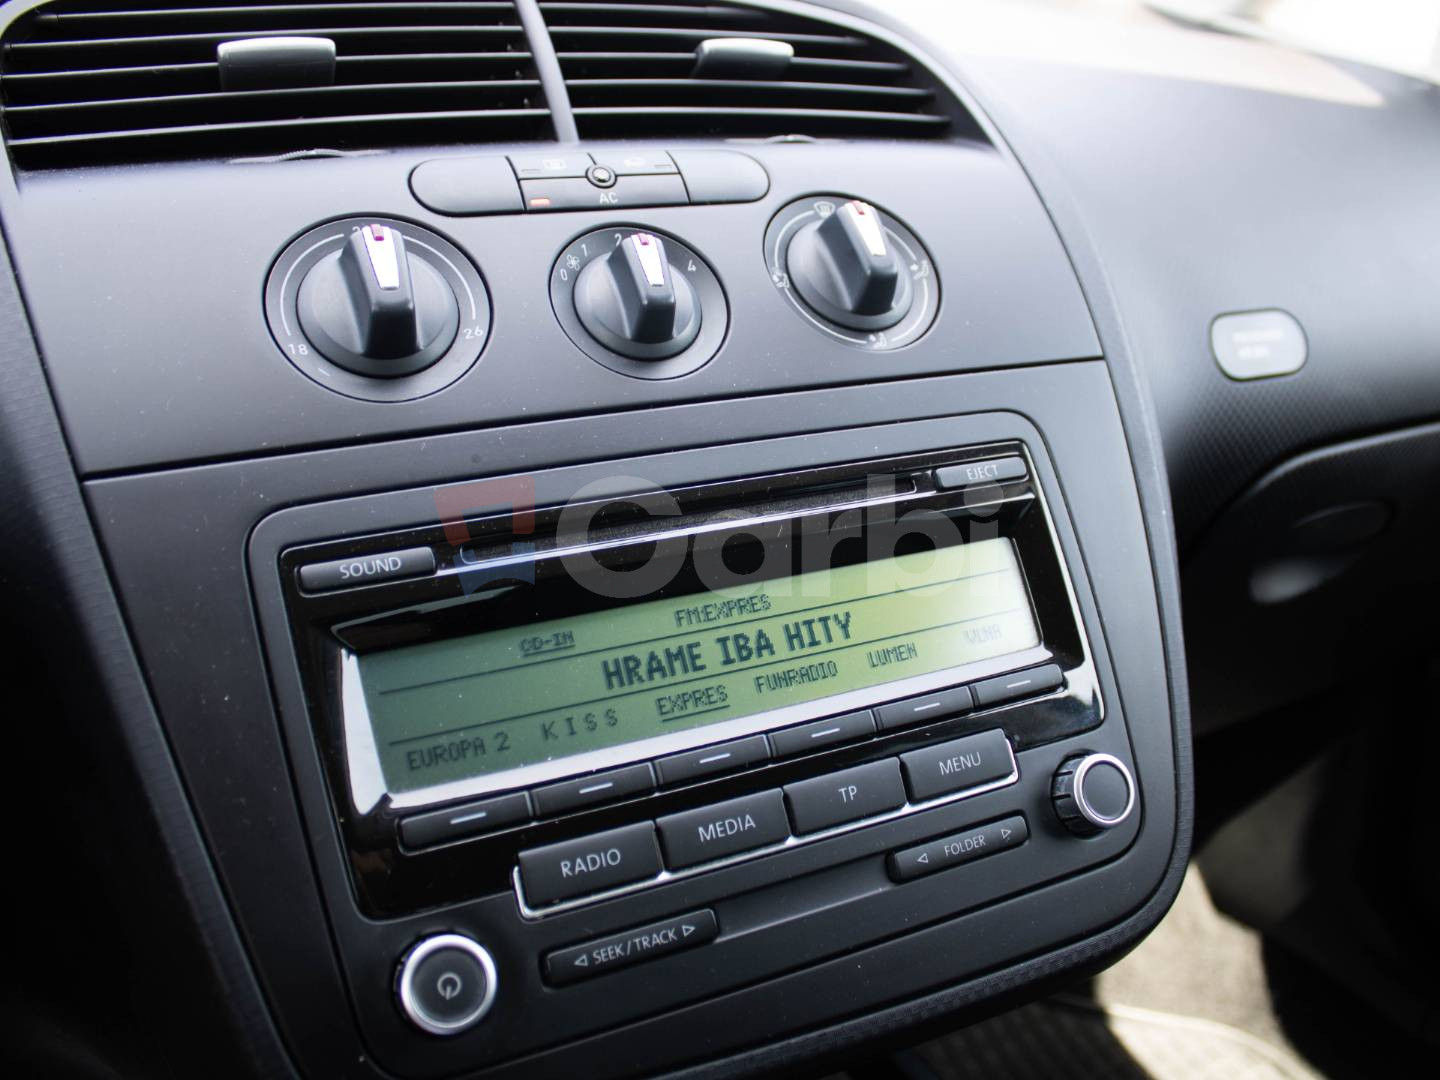 AC
2
18
26
0 1 2 4
EJECT
Carbi
SOUND
CD-IN FM:EXPRES
HRAME IBA HITY
EUROPA 2 KISS EXPRES FUNRADIO LUMEN VLNA
RADIO MEDIA TP MENU
◁ FOLDER ▷
◁ SEEK/TRACK ▷